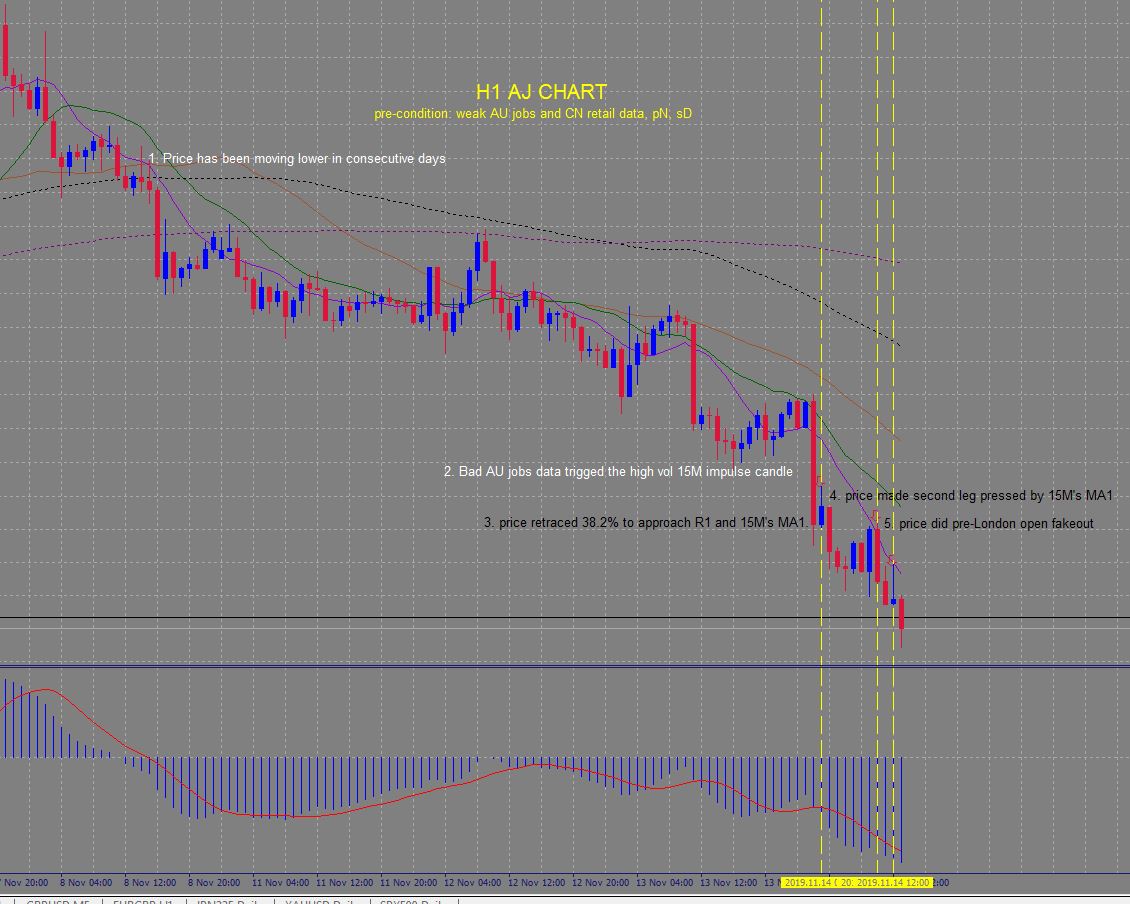 H1 AJ CHART
pre-condition: weak AU jobs and CN retail data, pN, sD
1. Price has been moving lower in consecutive days
2. Bad AU jobs data trigged the high vol 15M impulse candle
4. price made second leg pressed by 15M's MA1
3. price retraced 38.2% to approach R1 and 15M's MA1.
5. price did pre-London open fakeout
Nov 20:00 8 Nov 04:00 8 Nov 12:00 8 Nov 20:00 11 Nov 04:00 11 Nov 12:00 11 Nov 20:00 12 Nov 04:00 12 Nov 12:00 12 Nov 20:00 13 Nov 04:00 13 Nov 12:00 13 2019.11.14 2019.11.14 12:00